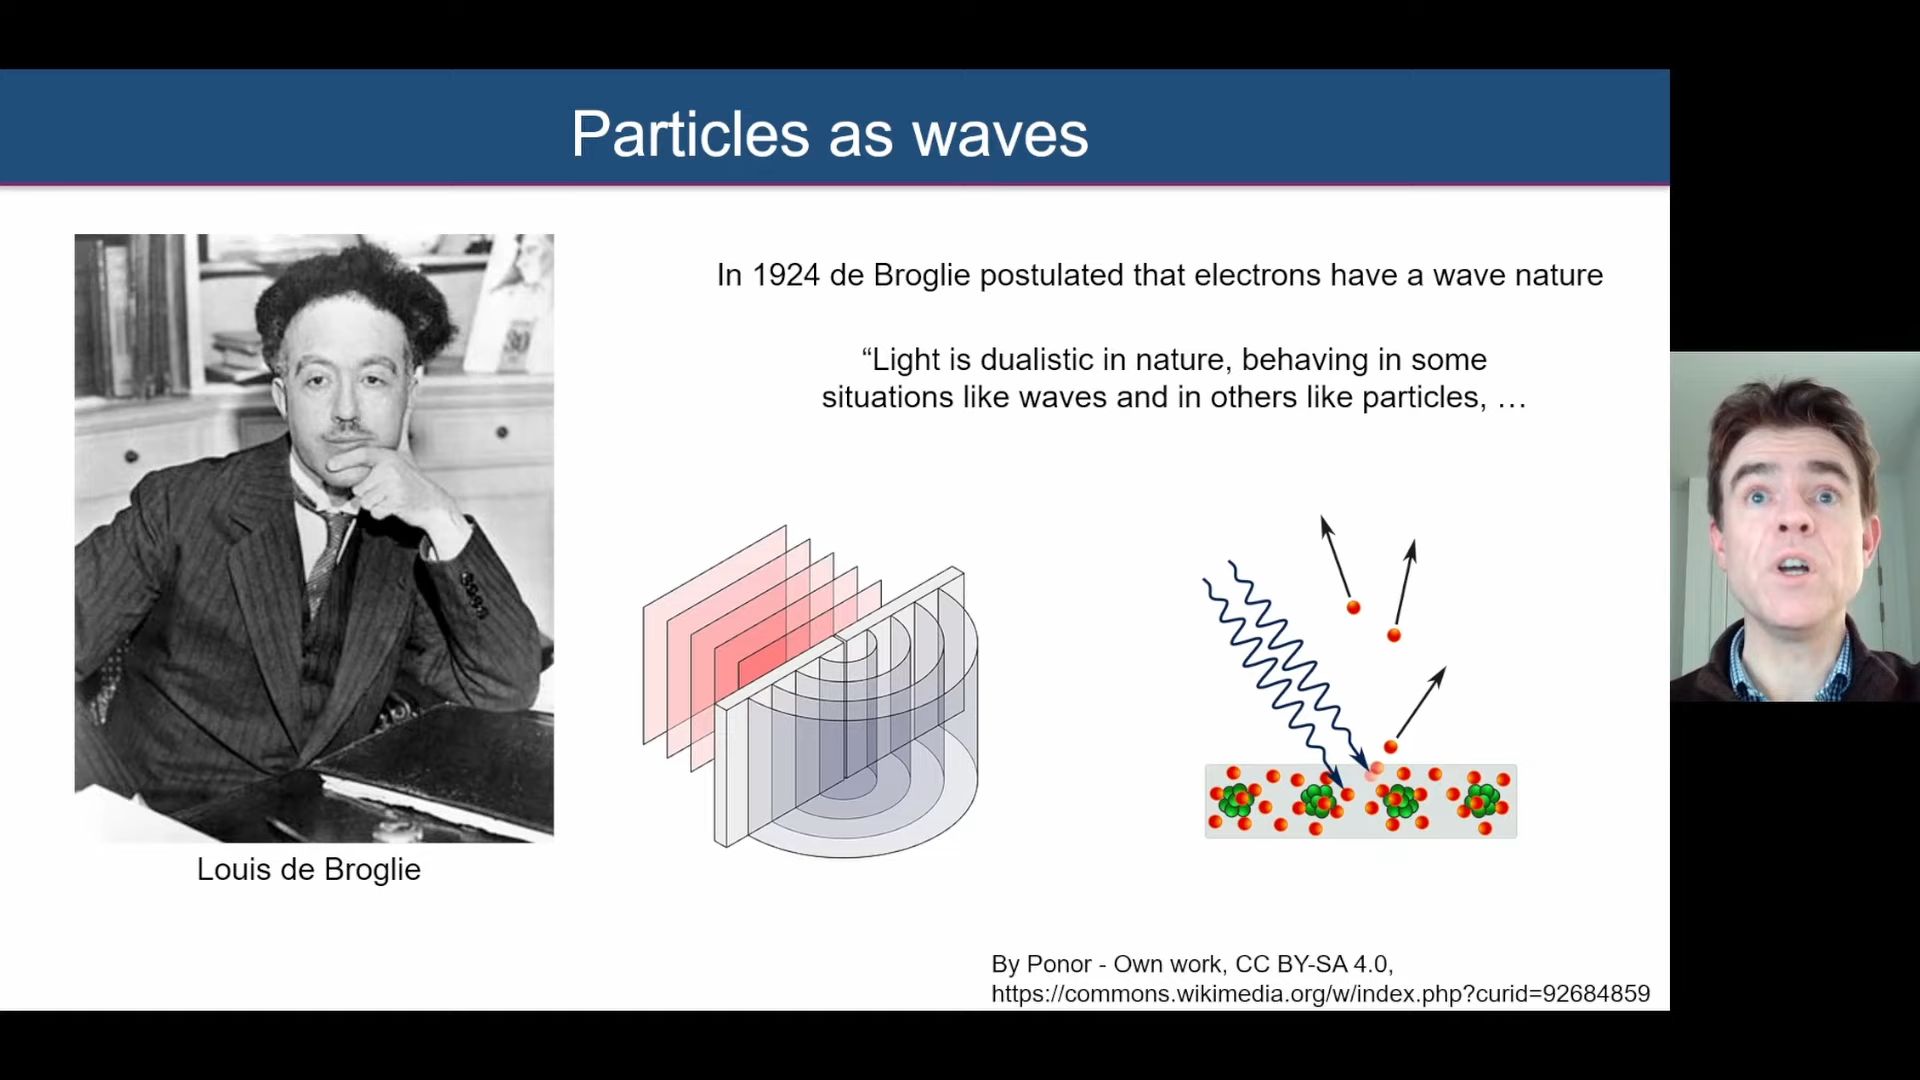 Particles as waves
In 1924 de Broglie postulated that electrons have a wave nature
“Light is dualistic in nature, behaving in some
situations like waves and in others like particles, …
Louis de Broglie
By Ponor - Own work, CC BY-SA 4.0,
https://commons.wikimedia.org/w/index.php?curid=92684859